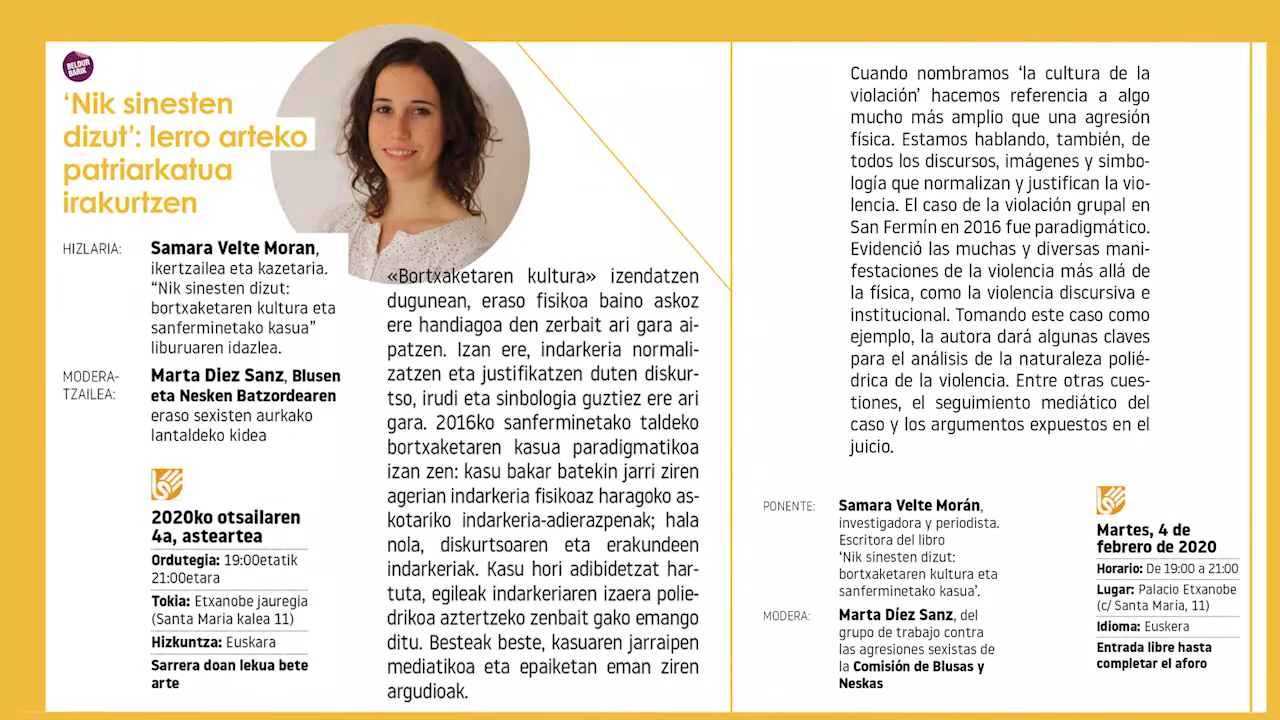 BELDUR
BARIK
‘Nik sinesten
dizut’: lerro arteko
patriarkatua
irakurtzen
HIZLARIA:
Samara Velte Moran,
ikertzailea eta kazetaria.
“Nik sinesten dizut:
bortxaketaren kultura eta
sanferminetako kasua”
liburuaren idazlea.
MODERA-
TZAILEA:
Marta Diez Sanz, Blusen
eta Nesken Batzordearen
eraso sexisten aurkako
lantaldeko kidea
2020ko otsailaren
4a, asteartea
Ordutegia: 19:00etatik
21:00etara
Tokia: Etxanobe jauregia
(Santa Maria kalea 11)
Hizkuntza: Euskara
Sarrera doan lekua bete
arte
«Bortxaketaren kultura» izendatzen
dugunean, eraso fisikoa baino askoz
ere handiagoa den zerbait ari gara ai-
patzen. Izan ere, indarkeria normali-
zatzen eta justifikatzen duten diskur-
tso, irudi eta sinbologia guztiez ere ari
gara. 2016ko sanferminetako taldeko
bortxaketaren kasua paradigmatikoa
izan zen: kasu bakar batekin jarri ziren
agerian indarkeria fisikoaz haragoko as-
kotariko indarkeria-adierazpenak; hala
nola, diskurtsoaren eta erakundeen
indarkeriak. Kasu hori adibidetzat har-
tuta, egileak indarkeriaren izaera polie-
drikoa aztertzeko zenbait gako emango
ditu. Besteak beste, kasuaren jarraipen
mediatikoa eta epaiketan eman ziren
argudioak.
Cuando nombramos ‘la cultura de la
violación’ hacemos referencia a algo
mucho más amplio que una agresión
física. Estamos hablando, también, de
todos los discursos, imágenes y simbo-
logía que normalizan y justifican la vio-
lencia. El caso de la violación grupal en
San Fermín en 2016 fue paradigmático.
Evidenció las muchas y diversas mani-
festaciones de la violencia más allá de
la física, como la violencia discursiva e
institucional. Tomando este caso como
ejemplo, la autora dará algunas claves
para el análisis de la naturaleza polié-
drica de la violencia. Entre otras cues-
tiones, el seguimiento mediático del
caso y los argumentos expuestos en el
juicio.
PONENTE:
Samara Velte Morán,
investigadora y periodista.
Escritora del libro
‘Nik sinesten dizut:
bortxaketaren kultura eta
sanferminetako kasua’.
MODERA:
Marta Díez Sanz, del
grupo de trabajo contra
las agresiones sexistas de
la Comisión de Blusas y
Neskas
Martes, 4 de
febrero de 2020
Horario: De 19:00 a 21:00
Lugar: Palacio Etxanobe
(c/ Santa María, 11)
Idioma: Euskera
Entrada libre hasta
completar el aforo